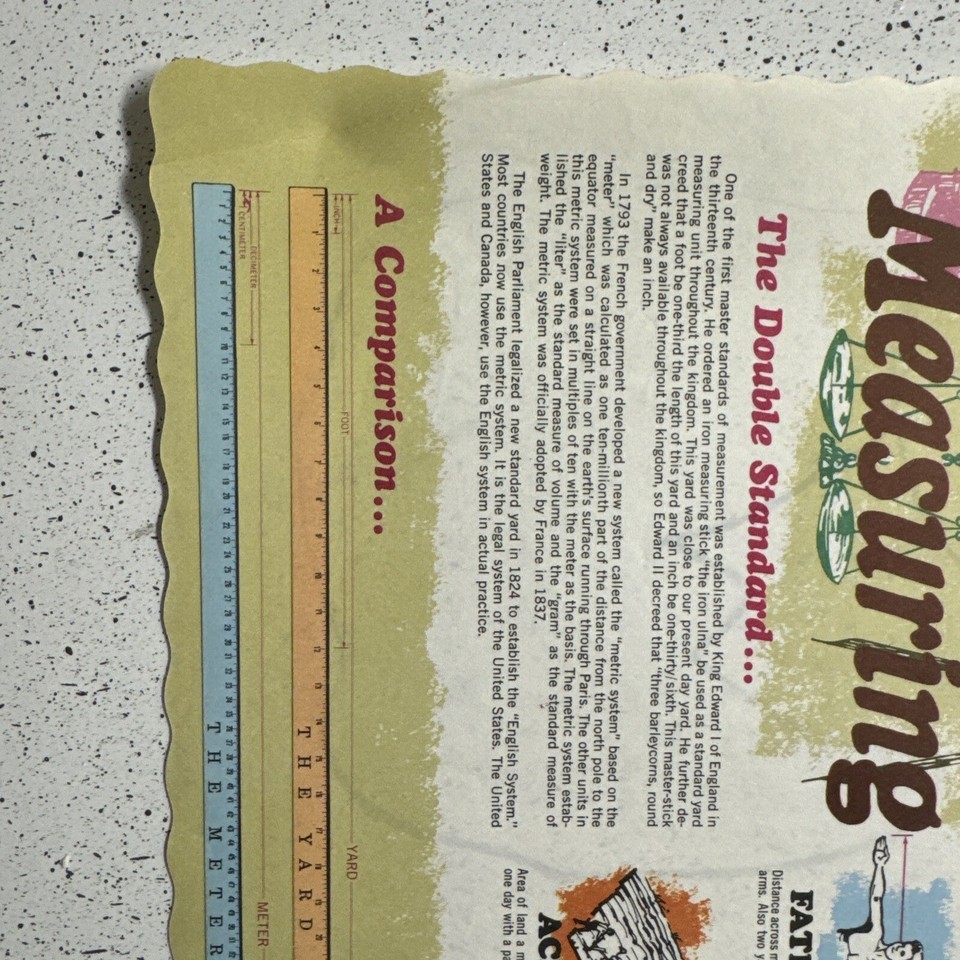 Measuring
The Double Standard...
One of the first master standards of measurement was established by King Edward I of England in
the thirteenth century. He ordered an iron measuring stick "the iron ulna" be used as a standard yard
measuring unit throughout the kingdom. This yard was close to our present day yard. He further de-
creed that a foot be one-third the length of this yard and an inch be one-thirty/sixth. This master-stick
was not always available throughout the kingdom, so Edward II decreed that "three barleycorns, round
and dry" make an inch.
In 1793 the French government developed a new system called the "metric system" based on the
"meter" which was calculated as one ten-millionth part of the distance from the north pole to the
equator measured on a straight line on the earth's surface running through Paris. The other units in
this metric system were set in multiples of ten with the meter as the basis. The metric system estab-
lished the "liter" as the standard measure of volume and the "gram" as the standard measure of
weight. The metric system was officially adopted by France in 1837.
The English Parliament legalized a new standard yard in 1824 to establish the "English System."
Most countries now use the metric system. It is the legal system of the United States. The United
States and Canada, however, use the English system in actual practice.
A Comparison...
INCH
FOOT
YARD
THE YARD
DECIMETER
CENTIMETER
METER
THE METER
FAT
Distance across
arms. Also two y
AC
Area of land a m
one day with a pa